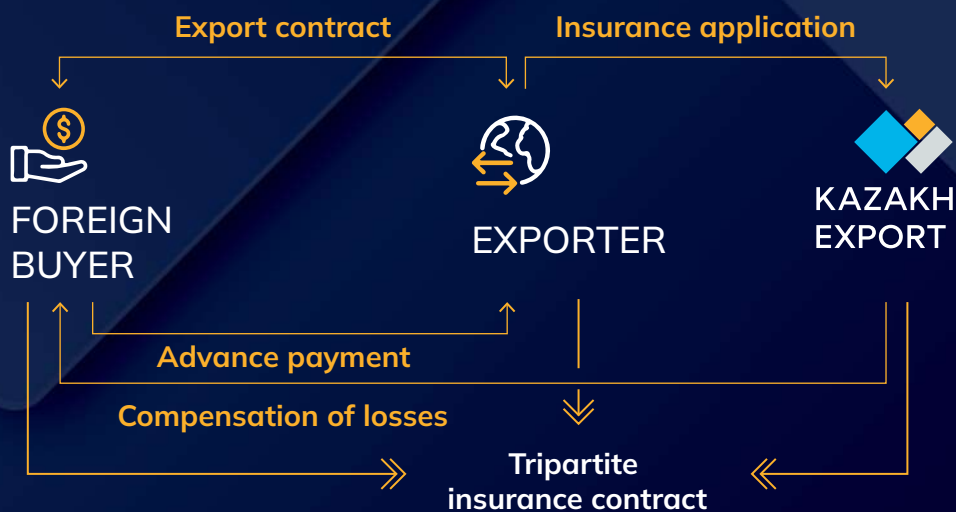 Export contract
Insurance application
$
FOREIGN
BUYER
EXPORTER
KAZAKH
EXPORT
Advance payment
Compensation of losses
Tripartite
insurance contract